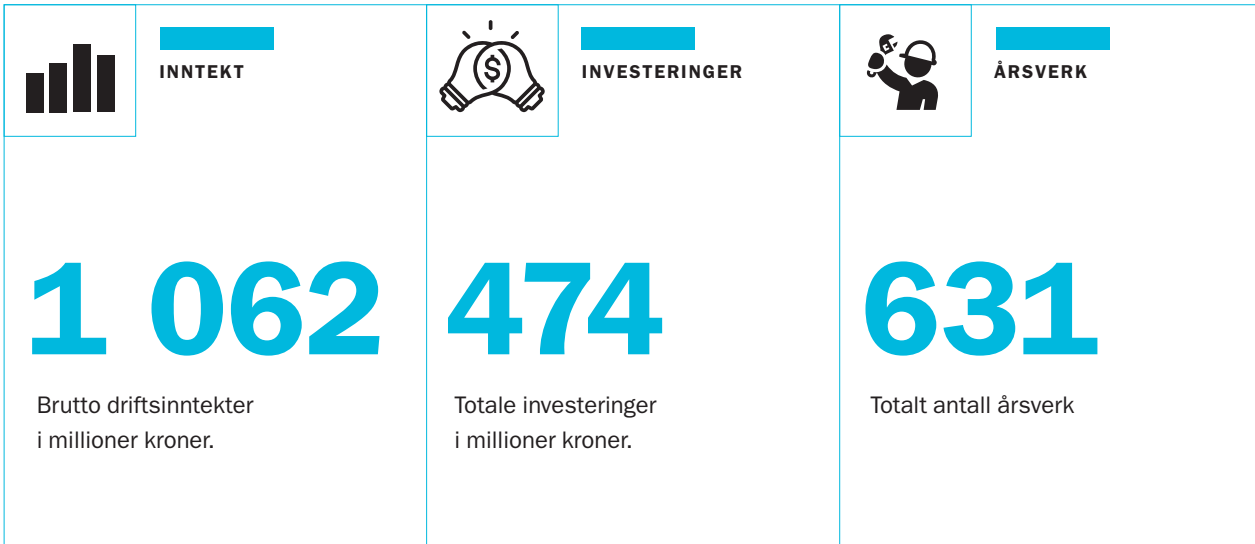 INNTEKT
1 062
Brutto driftsinntekter
i millioner kroner.
INVESTERINGER
$
474
Totale investeringer
i millioner kroner.
ÅRSVERK
631
Totalt antall årsverk